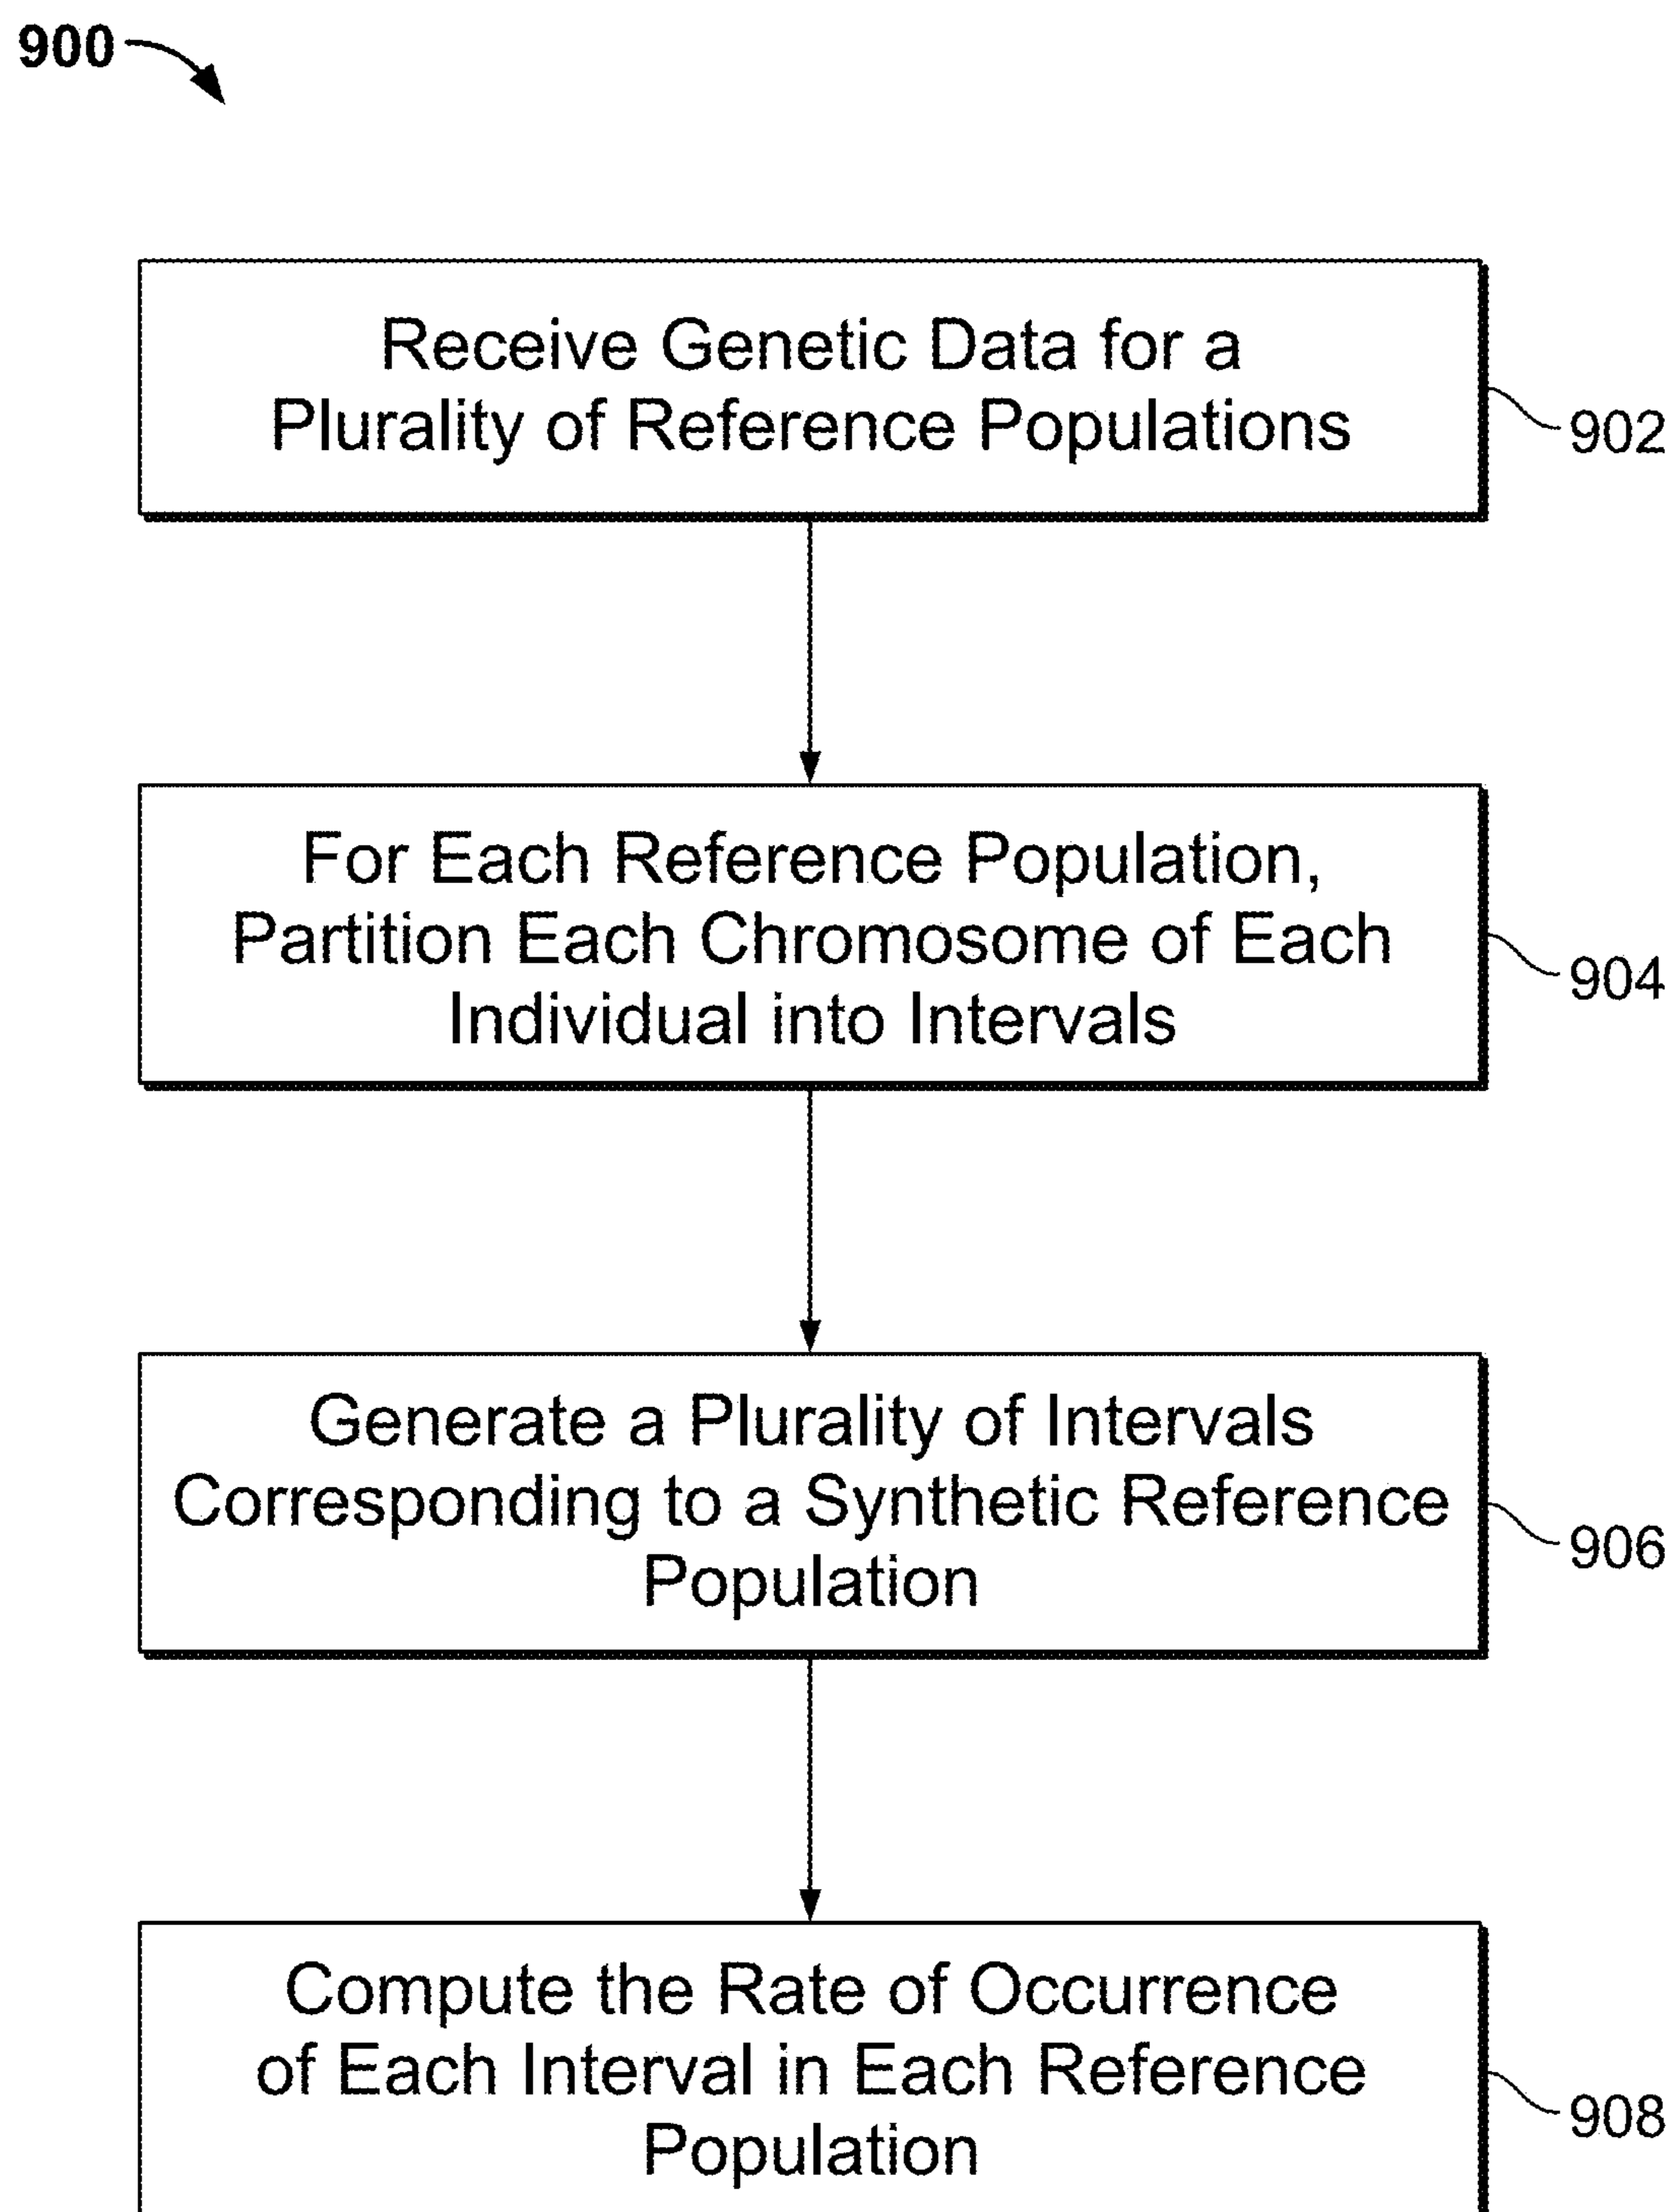 900
Receive Genetic Data for a
Plurality of Reference Populations
902
For Each Reference Population,
Partition Each Chromosome of Each
Individual into Intervals
904
Generate a Plurality of Intervals
Corresponding to a Synthetic Reference
Population
906
Compute the Rate of Occurrence
of Each Interval in Each Reference
Population
908